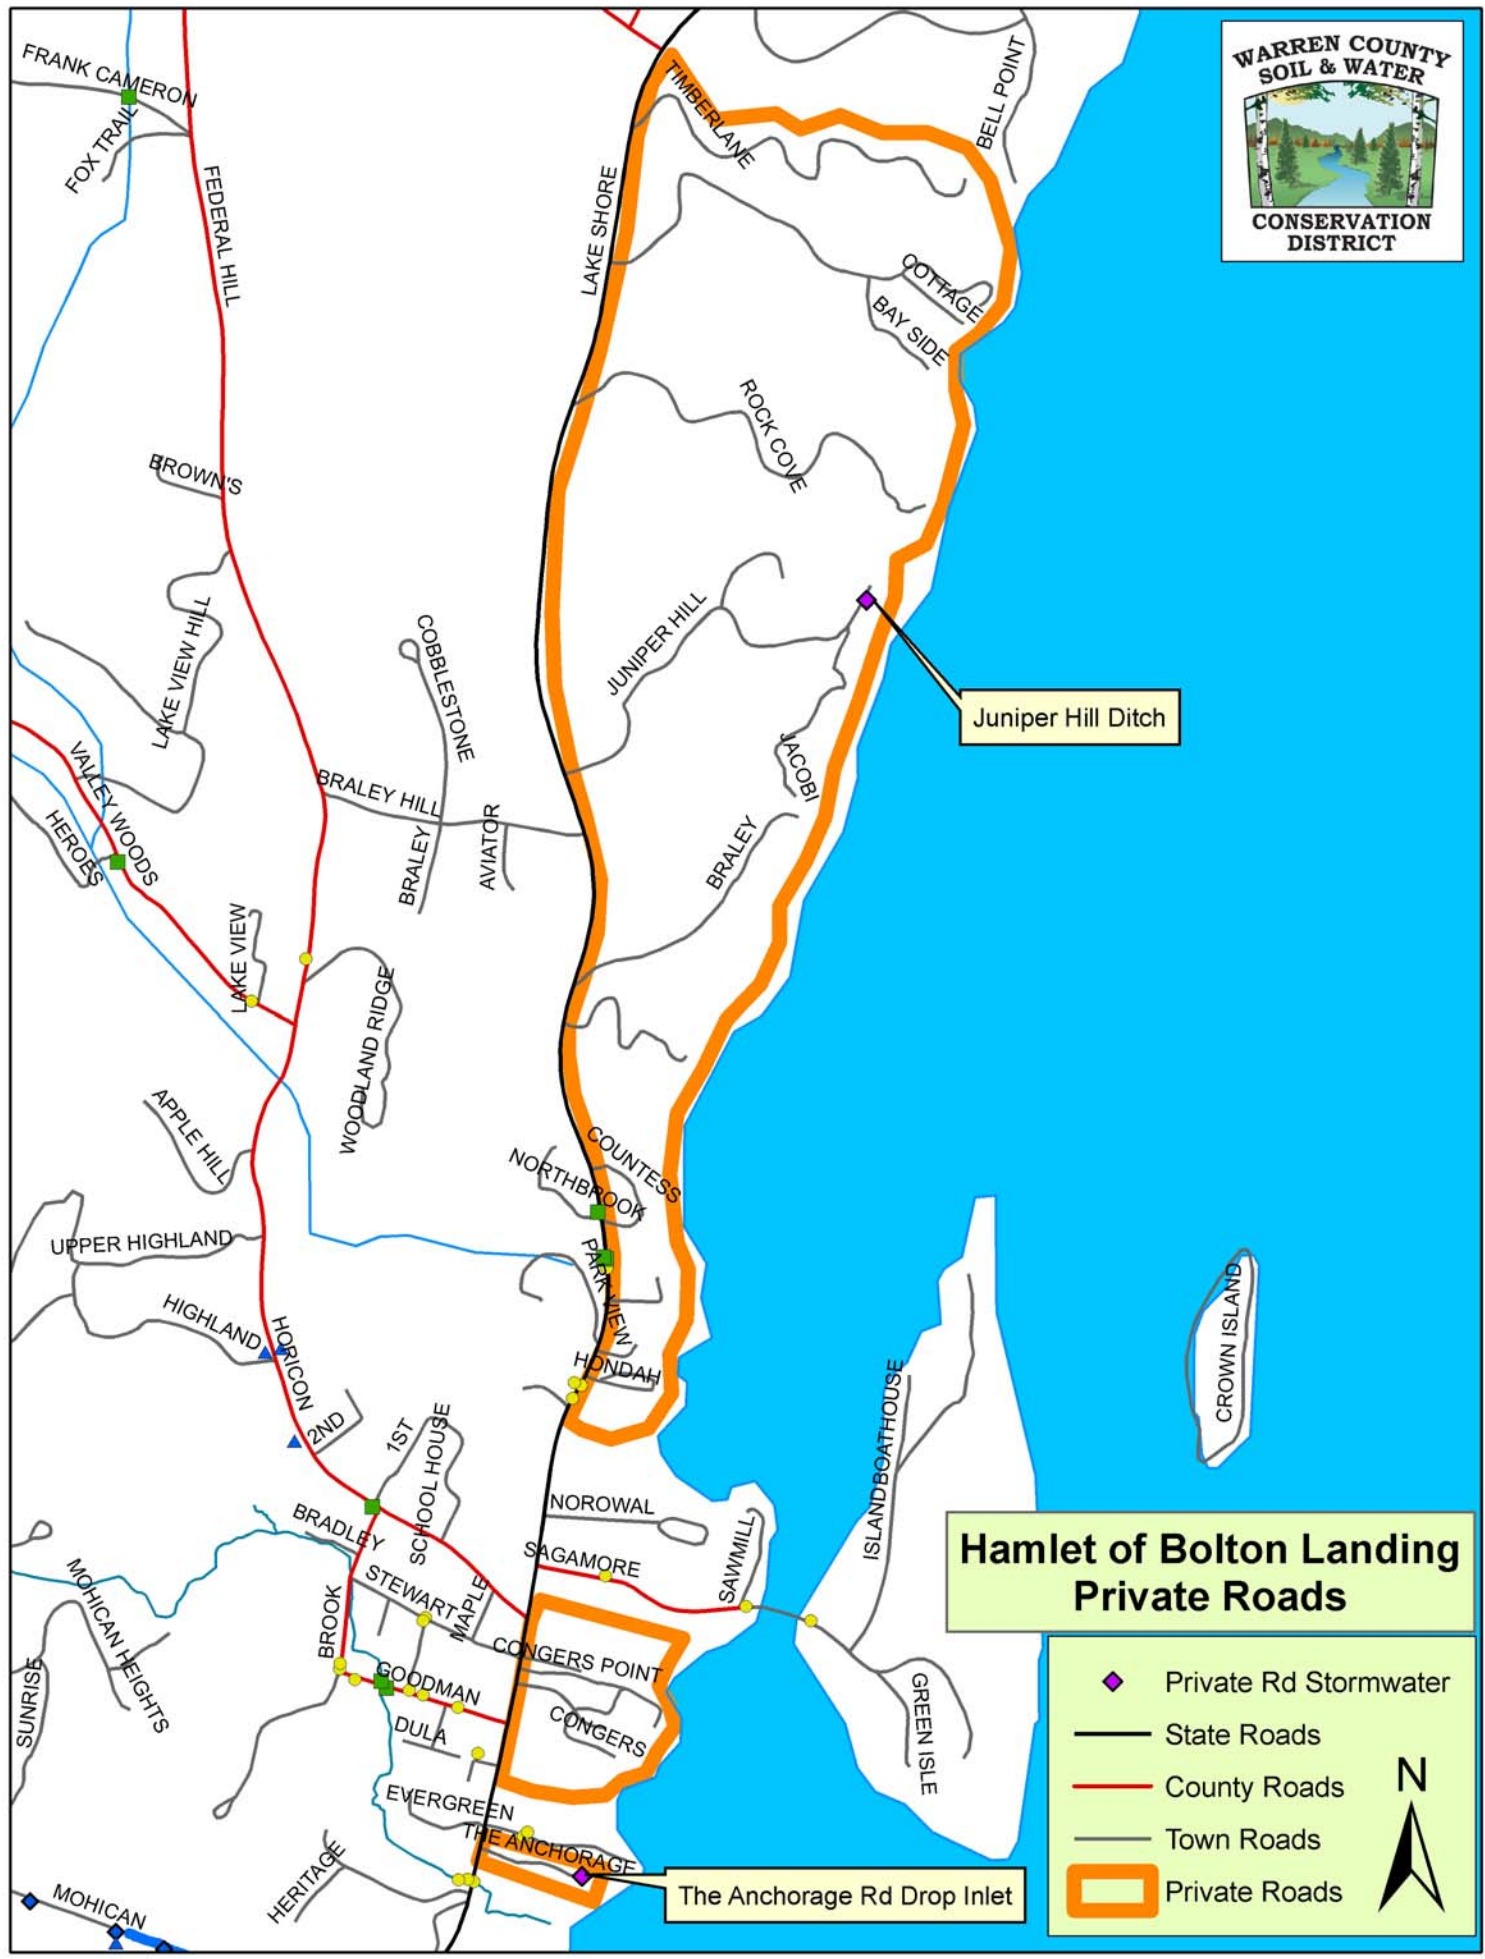 WARREN COUNTY
SOIL & WATER
CONSERVATION
DISTRICT
FRANK CAMERON
FOX TRAIL
FEDERAL HILL
LAKE SHORE
TIMBERLANE
BELL POINT
COTTAGE
BAY SIDE
ROCK COVE
BROWN'S
LAKE VIEW HILL
COBBLESTONE
JUNIPER HILL
Juniper Hill Ditch
JACOBI
VALLEY WOODS
HEROES
BRALEY HILL
BRALEY
AVIATOR
BRALEY
LAKE VIEW
WOODLAND RIDGE
APPLE HILL
COUNTESS
NORTHBROOK
UPPER HIGHLAND
PARK VIEW
HIGHLAND
HORICON
HONDAH
CROWN ISLAND
2ND
1ST
SCHOOL HOUSE
ISLANDBOATHOUSE
NOROWAL
BRADLEY
SAGAMORE
SAWMILL
STEWART
MAPLE
MOHICAN HEIGHTS
BROOK
CONGERS POINT
GOODMAN
SUNRISE
DULA
CONGERS
GREEN ISLE
EVERGREEN
THE ANCHORAGE
HERITAGE
The Anchorage Rd Drop Inlet
MOHICAN
Hamlet of Bolton Landing
Private Roads
Private Rd Stormwater
State Roads
County Roads
Town Roads
Private Roads
N